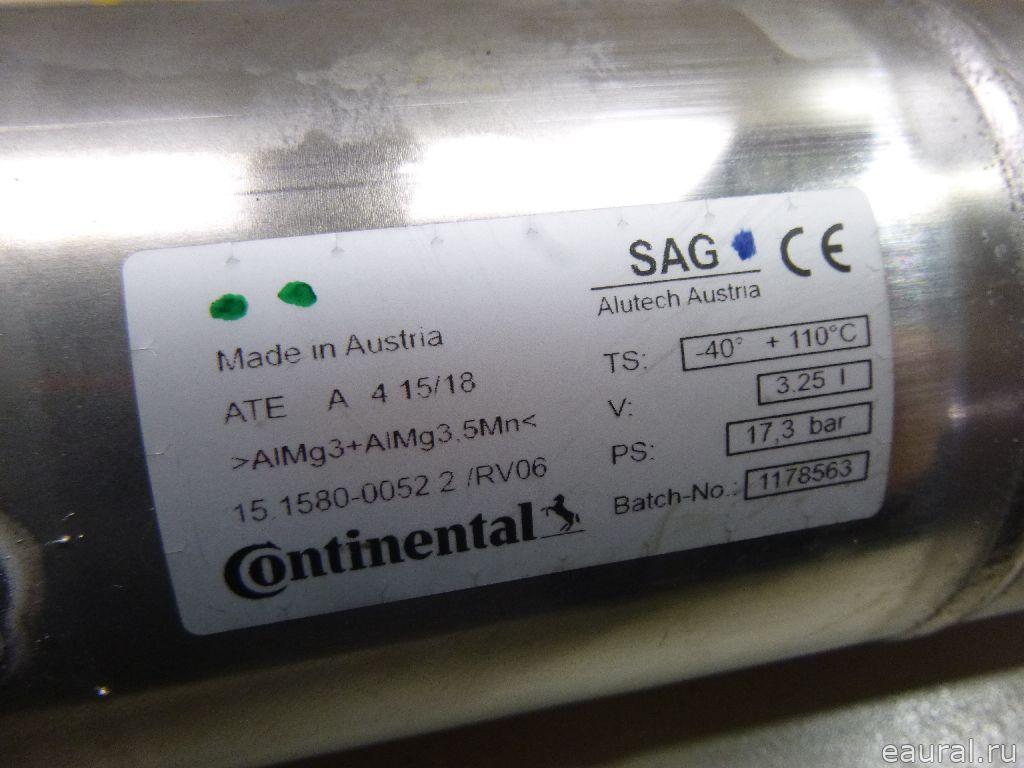 Made in Austria
ATE A 4 15/18
>AlMg3+AlMg3,5Mn<
15.1580-0052 2 /RV06
Continental
SAG CE
Alutech Austria
TS: -40° + 110°C
V: 3.25 l
PS: 17,3 bar
Batch-No.: 1178563
eaural.ru